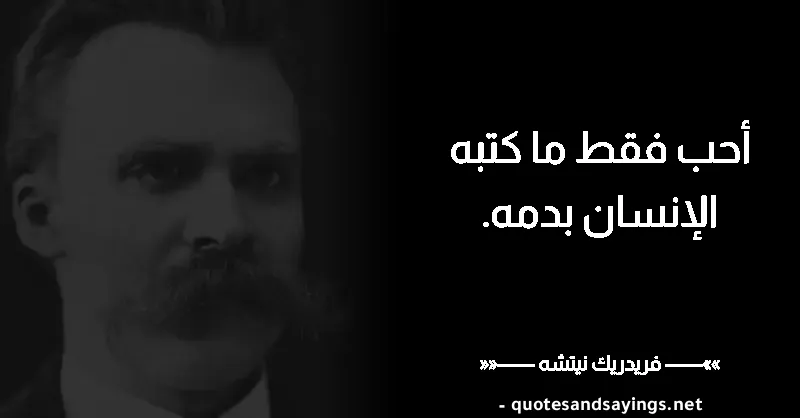 أحب فقط ما كتبه
الإنسان بدمه.
»»—— فريدريك نيتشه ——««
- quotesandsayings.net